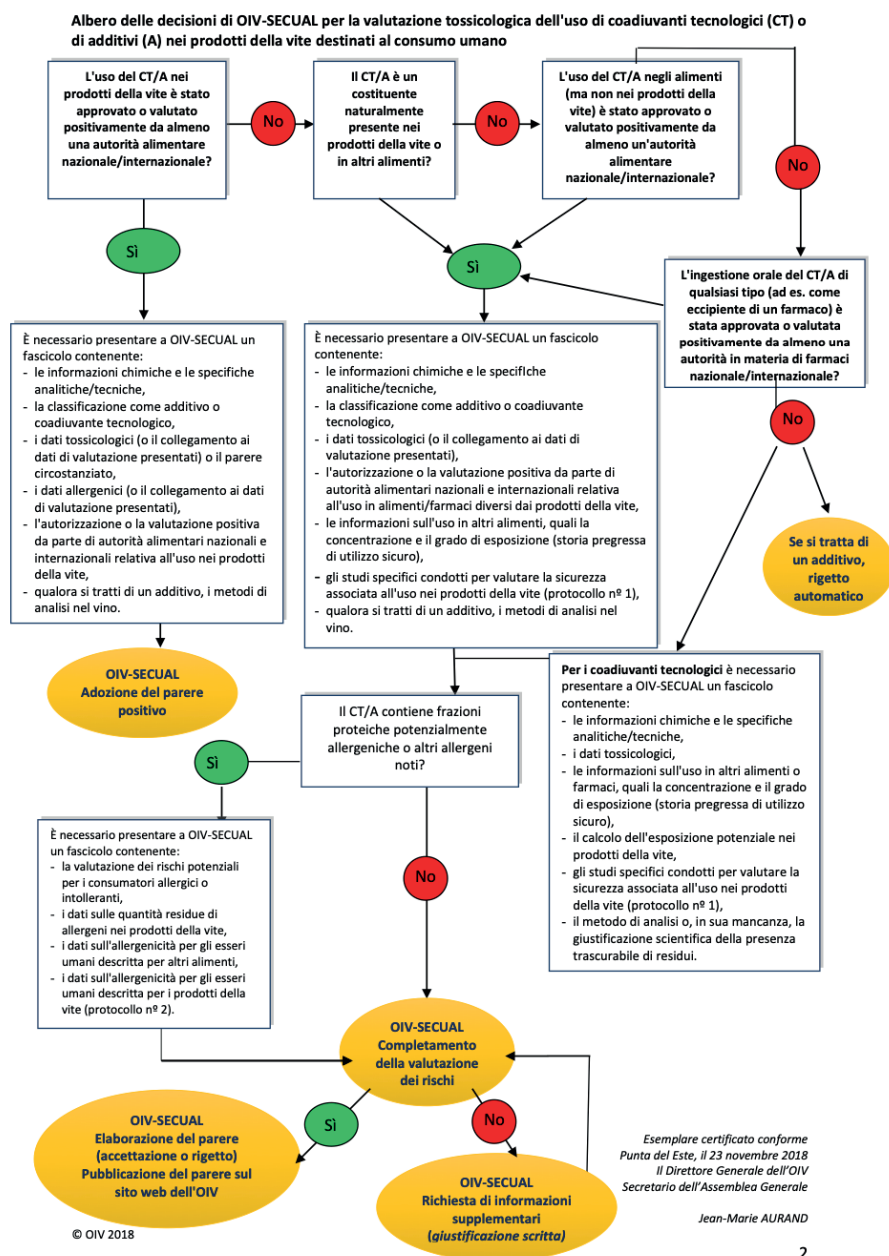 Albero delle decisioni di OIV-SECUAL per la valutazione tossicologica dell'uso di coadiuvanti tecnologici (CT) o
di additivi (A) nei prodotti della vite destinati al consumo umano
L'uso del CT/A nei
prodotti della vite è stato
approvato o valutato
positivamente da almeno
una autorità alimentare
nazionale/internazionale?
No
Il CT/A è un
costituente
naturalmente
presente nei
prodotti della vite o
in altri alimenti?
No
L'uso del CT/A negli alimenti
(ma non nei prodotti della
vite) è stato approvato o
valutato positivamente da
almeno un'autorità
alimentare
nazionale/internazionale?
No
Sì
Sì
L'ingestione orale del CT/A di
qualsiasi tipo (ad es. come
eccipiente di un farmaco) è
stata approvata o valutata
positivamente da almeno una
autorità in materia di farmaci
nazionale/internazionale?
No
Se si tratta di
un additivo,
rigetto
automatico
È necessario presentare a OIV-SECUAL un
fascicolo contenente:
- le informazioni chimiche e le specifiche
analitiche/tecniche,
- la classificazione come additivo o
coadiuvante tecnologico,
- i dati tossicologici (o il collegamento ai
dati di valutazione presentati) o il parere
circostanziato,
- i dati allergenici (o il collegamento ai dati
di valutazione presentati),
- l'autorizzazione o la valutazione positiva
da parte di autorità alimentari nazionali e
internazionali relativa all'uso nei prodotti
della vite,
- qualora si tratti di un additivo, i metodi di
analisi nel vino.
È necessario presentare a OIV-SECUAL un fascicolo
contenente:
- le informazioni chimiche e le specifiche
analitiche/tecniche,
- la classificazione come additivo o coadiuvante
tecnologico,
- i dati tossicologici (o il collegamento ai dati di
valutazione presentati),
- l'autorizzazione o la valutazione positiva da parte di
autorità alimentari nazionali e internazionali relativa
all'uso in alimenti/farmaci diversi dai prodotti della vite,
- le informazioni sull'uso in altri alimenti, quali la
concentrazione e il grado di esposizione (storia pregressa
di utilizzo sicuro),
- gli studi specifici condotti per valutare la sicurezza
associata all'uso nei prodotti della vite (protocollo nº 1),
- qualora si tratti di un additivo, i metodi di analisi nel
vino.
OIV-SECUAL
Adozione del parere
positivo
Il CT/A contiene frazioni
proteiche potenzialmente
allergeniche o altri allergeni
noti?
Sì
No
Per i coadiuvanti tecnologici è necessario
presentare a OIV-SECUAL un fascicolo
contenente:
- le informazioni chimiche e le specifiche
analitiche/tecniche,
- i dati tossicologici,
- le informazioni sull'uso in altri alimenti o
farmaci, quali la concentrazione e il grado
di esposizione (storia pregressa di utilizzo
sicuro),
- il calcolo dell'esposizione potenziale nei
prodotti della vite,
- gli studi specifici condotti per valutare la
sicurezza associata all'uso nei prodotti
della vite (protocollo nº 1),
- il metodo di analisi o, in sua mancanza, la
giustificazione scientifica della presenza
trascurabile di residui.
È necessario presentare a OIV-SECUAL
un fascicolo contenente:
- la valutazione dei rischi potenziali
per i consumatori allergici o
intolleranti,
- i dati sulle quantità residue di
allergeni nei prodotti della vite,
- i dati sull'allergenicità per gli esseri
umani descritta per altri alimenti,
- i dati sull'allergenicità per gli esseri
umani descritta per i prodotti della
vite (protocollo nº 2).
OIV-SECUAL
Completamento
della valutazione
dei rischi
Sì
No
OIV-SECUAL
Elaborazione del parere
(accettazione o rigetto)
Pubblicazione del parere sul
sito web dell'OIV
OIV-SECUAL
Richiesta di informazioni
supplementari
(giustificazione scritta)
Esemplare certificato conforme
Punta del Este, il 23 novembre 2018
Il Direttore Generale dell'OIV
Secretario dell'Assemblea Generale
Jean-Marie AURAND
© OIV 2018
2